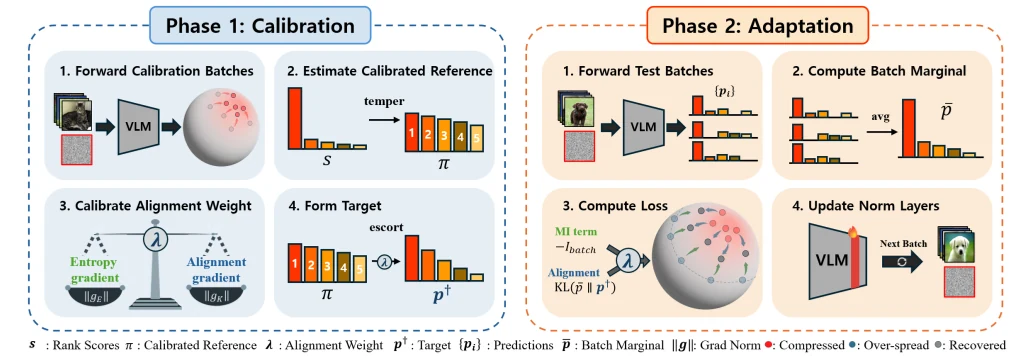 Phase 1: Calibration
1. Forward Calibration Batches
VLM
2. Estimate Calibrated Reference
temper
1 2 3 4 5
s
π
3. Calibrate Alignment Weight
λ
Entropy gradient
Alignment gradient
‖g_E‖
‖g_K‖
4. Form Target
escort
1 2 3 4 5
λ
π
p†
Phase 2: Adaptation
1. Forward Test Batches
{p_i}
VLM
2. Compute Batch Marginal
avg
p̄
3. Compute Loss
MI term
−I_batch
λ
Alignment
KL(p̄ ∥ p†)
4. Update Norm Layers
VLM
Next Batch
s : Rank Scores π : Calibrated Reference λ : Alignment Weight p† : Target {p_i} : Predictions p̄ : Batch Marginal ‖g‖: Grad Norm ●: Compressed ●: Over-spread ●: Recovered